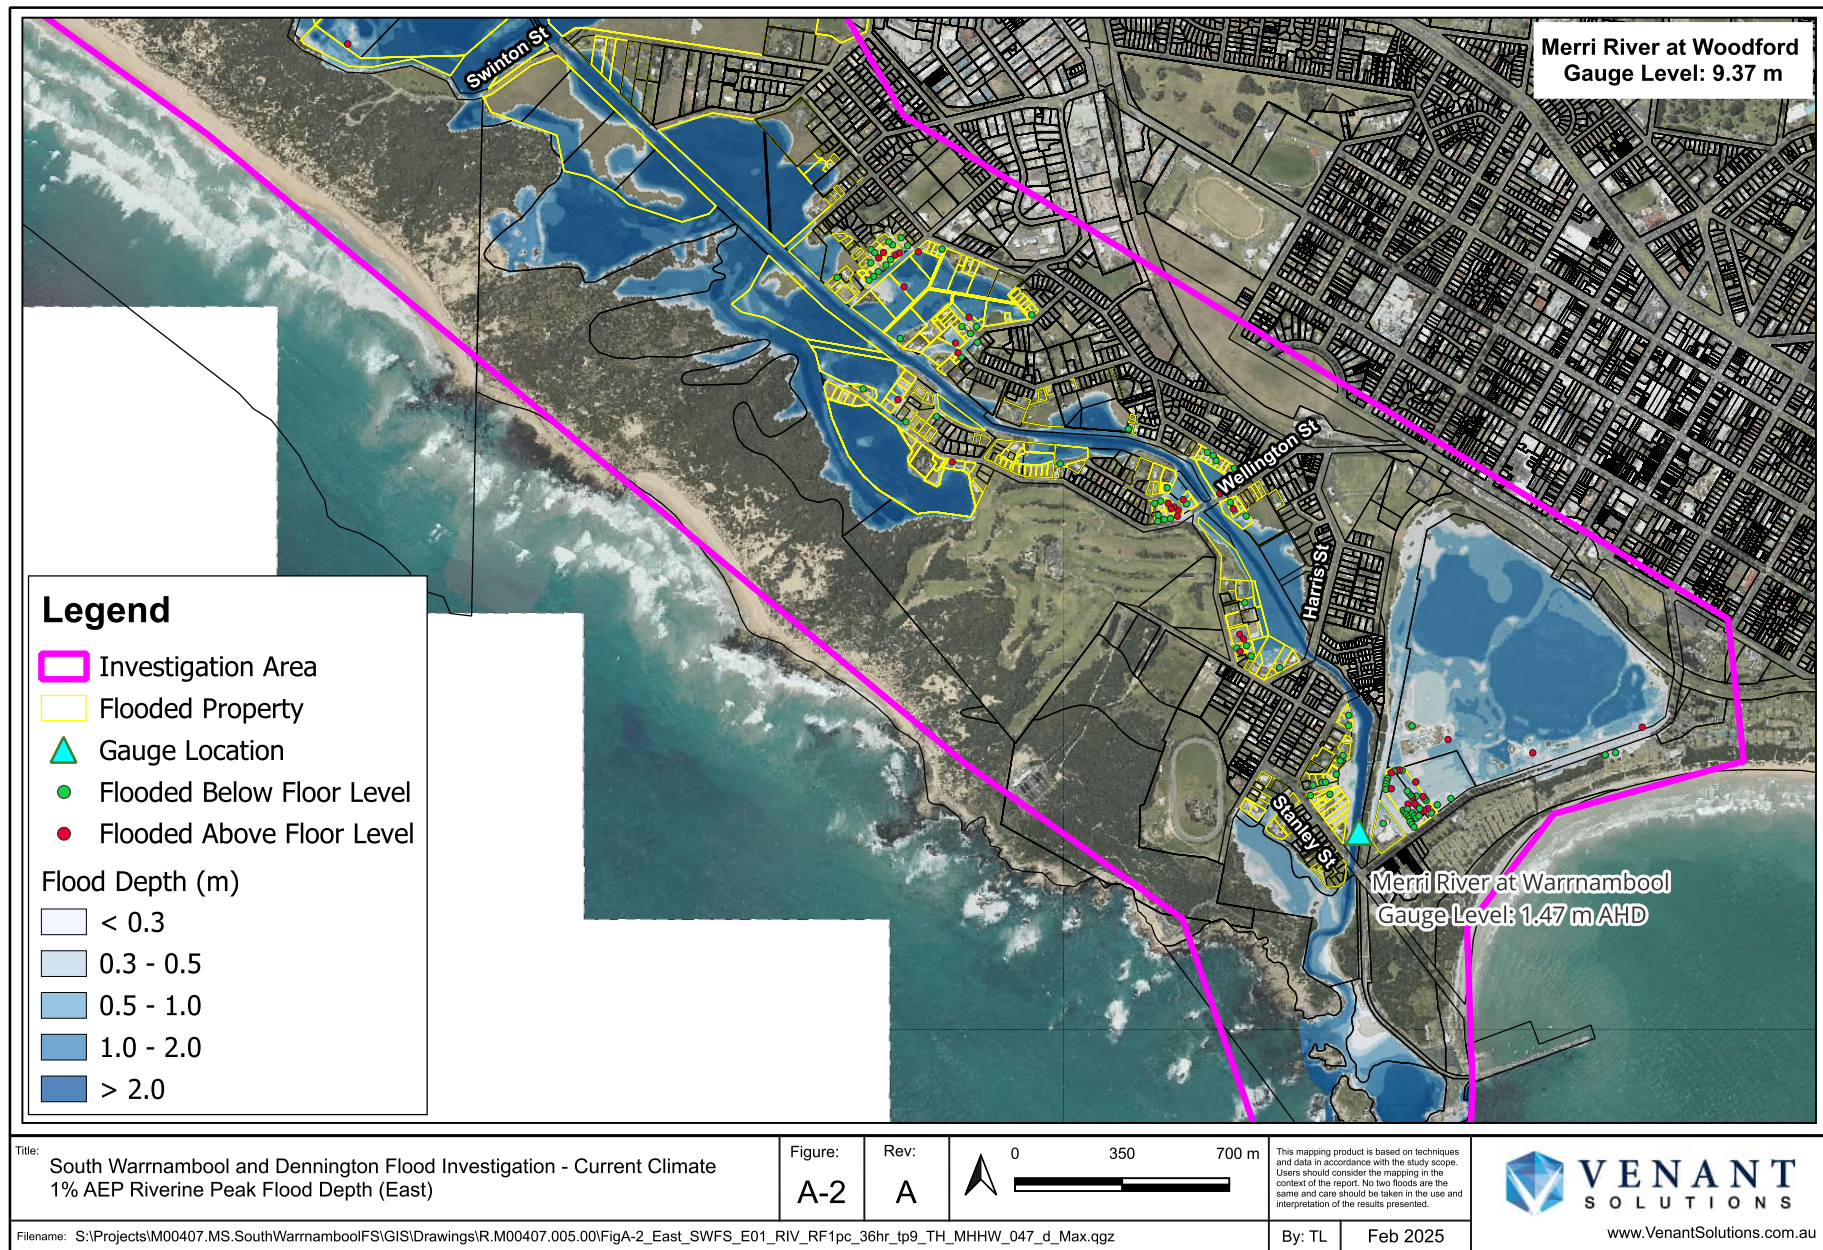 Merri River at Woodford
Gauge Level: 9.37 m
Swinton St
Wellington St
Harris St
Stanley St
Merri River at Warrnambool
Gauge Level: 1.47 m AHD
Legend
Investigation Area
Flooded Property
Gauge Location
Flooded Below Floor Level
Flooded Above Floor Level
Flood Depth (m)
< 0.3
0.3 - 0.5
0.5 - 1.0
1.0 - 2.0
> 2.0
Title:
South Warrnambool and Dennington Flood Investigation - Current Climate
1% AEP Riverine Peak Flood Depth (East)
Figure:
A-2
Rev:
A
0 350 700 m
This mapping product is based on techniques
and data in accordance with the study scope.
Users should consider the mapping in the
context of the report. No two floods are the
same and care should be taken in the use and
interpretation of the results presented.
VENANT
SOLUTIONS
www.VenantSolutions.com.au
Filename: S:\Projects\M00407.MS.SouthWarrnamboolFS\GIS\Drawings\R.M00407.005.00\FigA-2_East_SWFS_E01_RIV_RF1pc_36hr_tp9_TH_MHHW_047_d_Max.qgz
By: TL
Feb 2025